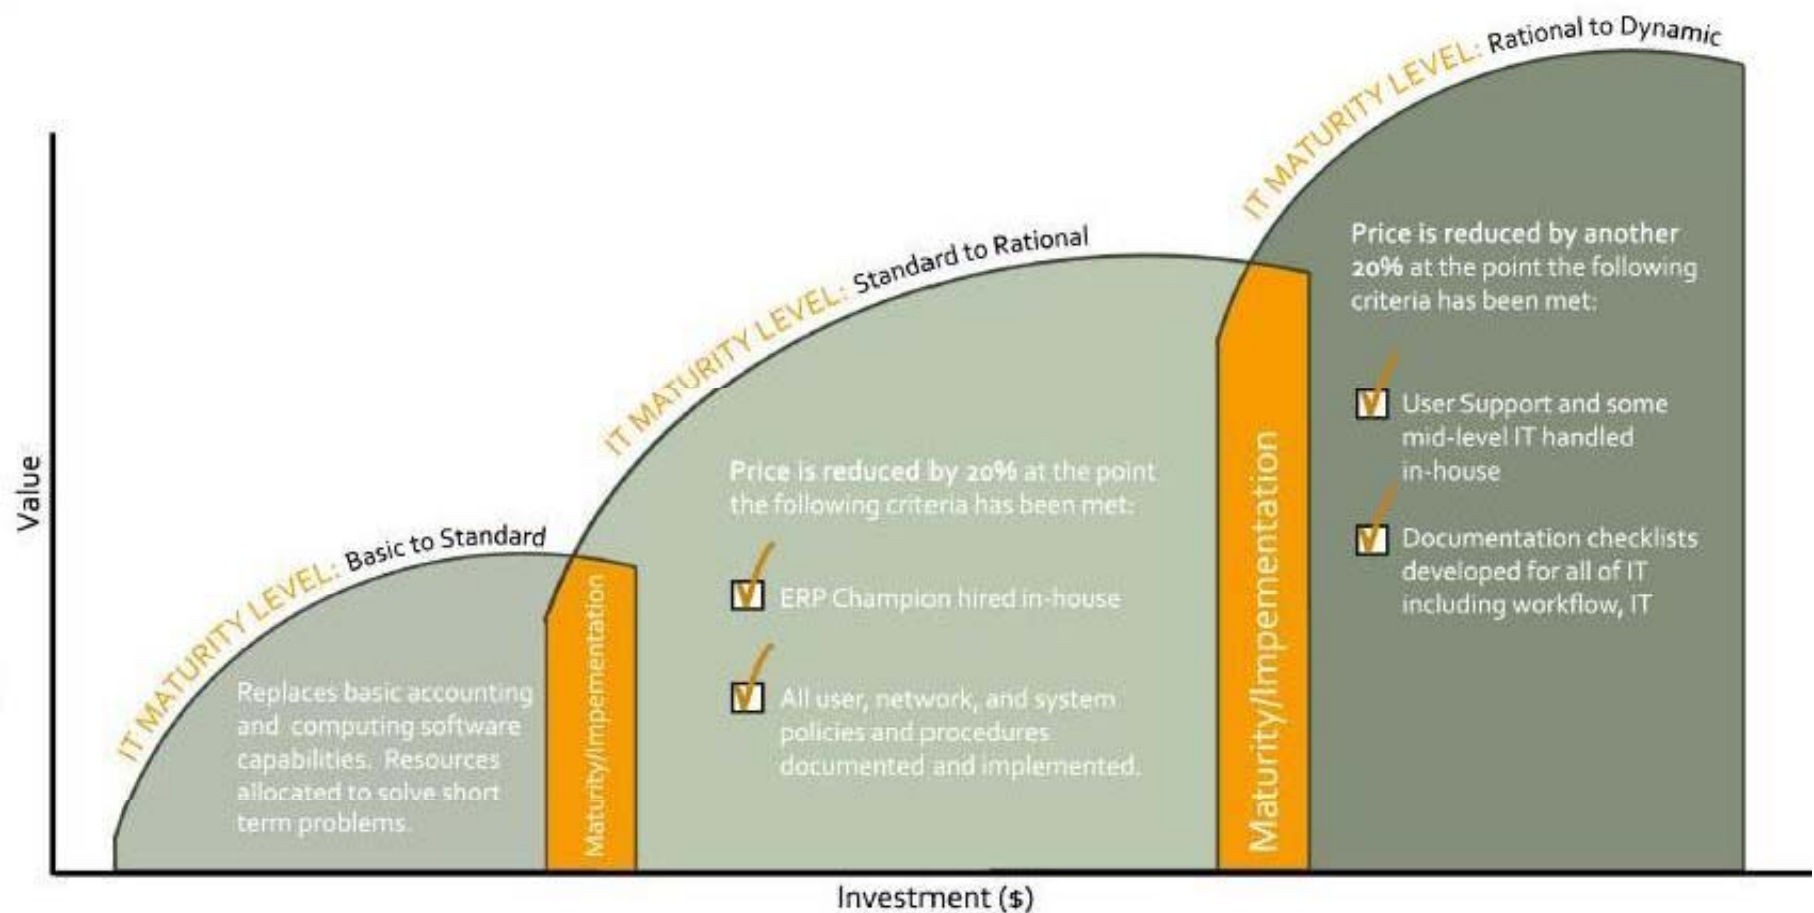 IT MATURITY LEVEL: Rational to Dynamic
IT MATURITY LEVEL: Standard to Rational
IT MATURITY LEVEL: Basic to Standard
Value
Replaces basic accounting
and computing software
capabilities. Resources
allocated to solve short
term problems.
Maturity/Impementation
Price is reduced by 20% at the point
the following criteria has been met:
ERP Champion hired in-house
All user, network, and system
policies and procedures
documented and implemented.
Maturity/Impementation
Price is reduced by another
20% at the point the following
criteria has been met:
User Support and some
mid-level IT handled
in-house
Documentation checklists
developed for all of IT
including workflow, IT
Investment ($)